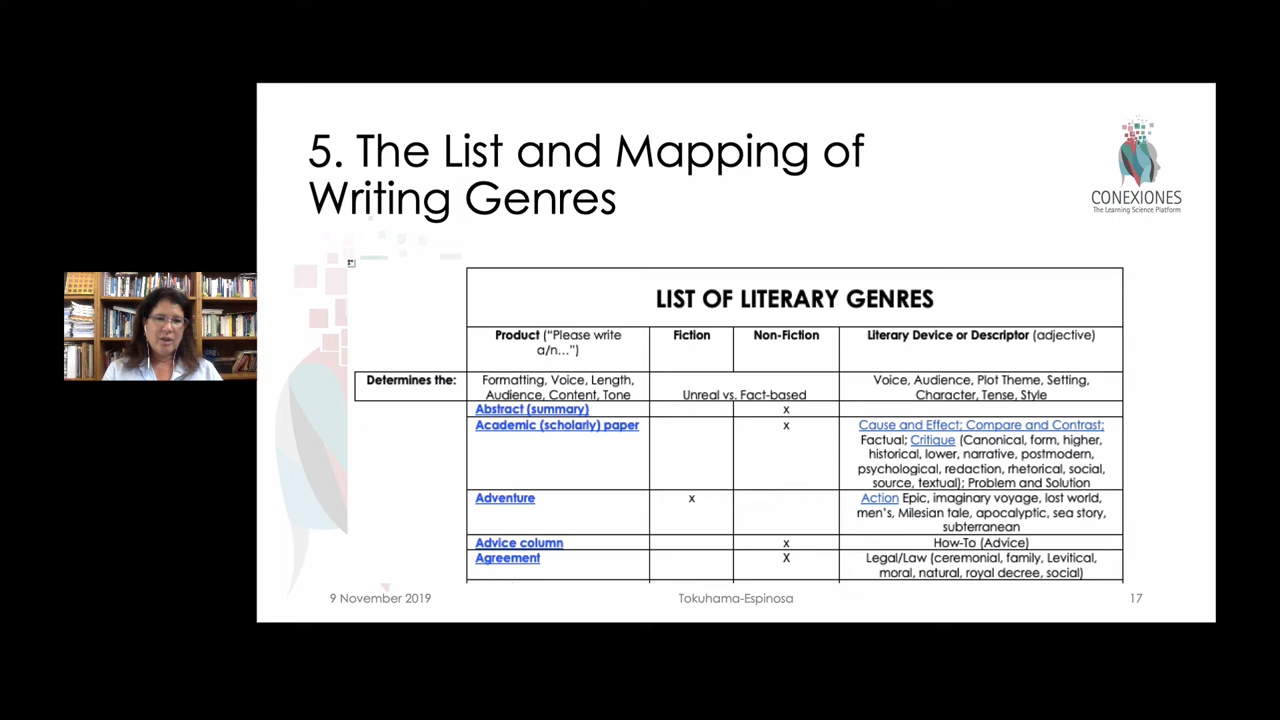 5. The List and Mapping of
Writing Genres
CONEXIONES
The Learning Science Platform
LIST OF LITERARY GENRES
Product (“Please write
a/n...”)
Fiction
Non-Fiction
Literary Device or Descriptor (adjective)
Determines the:
Formatting, Voice, Length,
Audience, Content, Tone
Unreal vs. Fact-based
Voice, Audience, Plot Theme, Setting,
Character, Tense, Style
Abstract (summary)
x
Academic (scholarly) paper
x
Cause and Effect; Compare and Contrast;
Factual; Critique (Canonical, form, higher,
historical, lower, narrative, postmodern,
psychological, redaction, rhetorical, social,
source, textual); Problem and Solution
Adventure
x
Action Epic, imaginary voyage, lost world,
men's, Milesian tale, apocalyptic, sea story,
subterranean
Advice column
x
How-To (Advice)
Agreement
X
Legal/Law (ceremonial, family, Levitical,
moral, natural, royal decree, social)
9 November 2019
Tokuhama-Espinosa
17